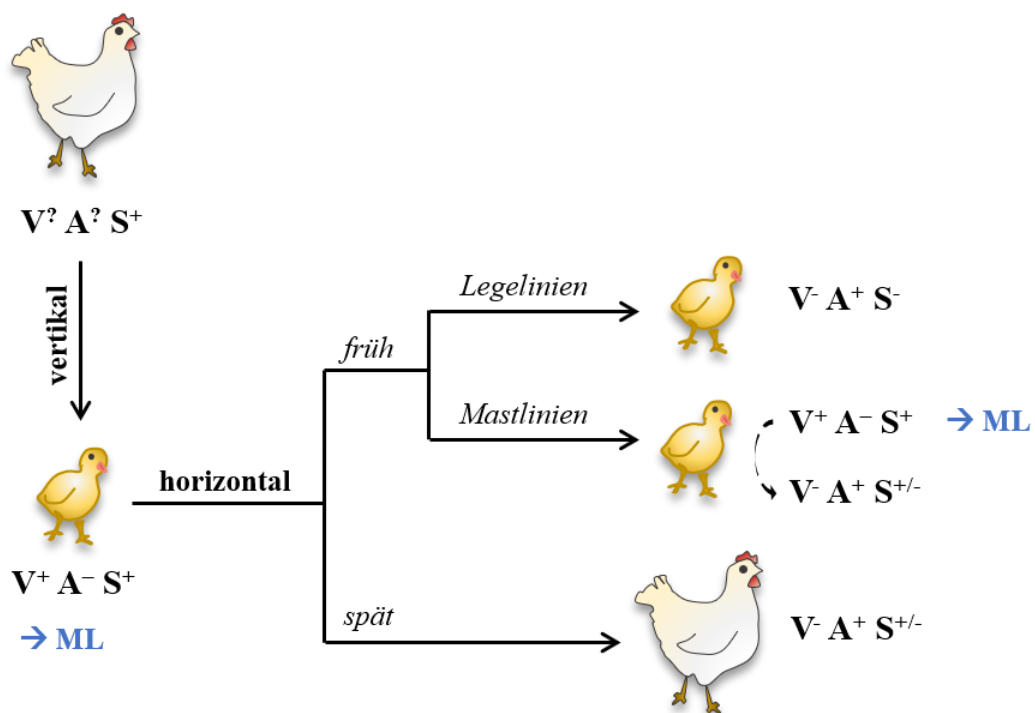 V? A? S+
vertikal
V+ A– S+
→ ML
horizontal
früh
Legelinien
V- A+ S-
Mastlinien
V+ A– S+ → ML
V- A+ S+/-
spät
V- A+ S+/-